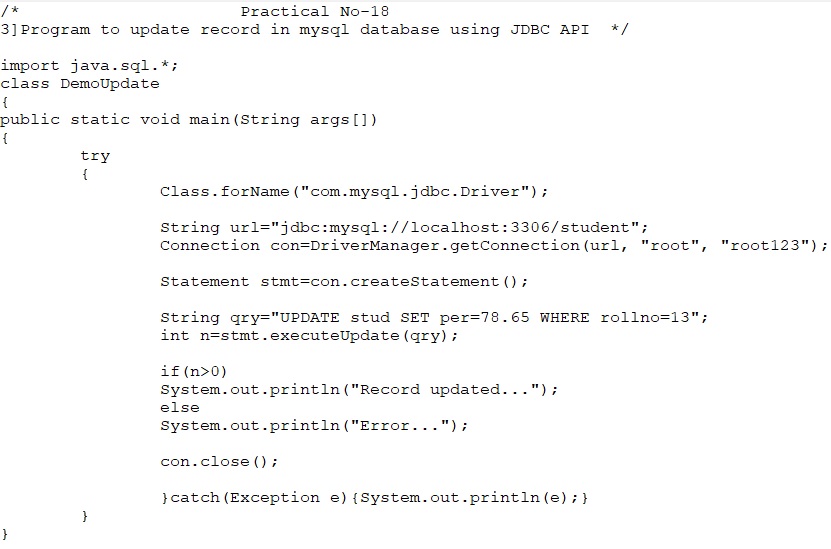 /* Practical No-18
3]Program to update record in mysql database using JDBC API */
import java.sql.*;
class DemoUpdate
{
public static void main(String args[])
{
try
{
Class.forName("com.mysql.jdbc.Driver");
String url="jdbc:mysql://localhost:3306/student";
Connection con=DriverManager.getConnection(url, "root", "root123");
Statement stmt=con.createStatement();
String qry="UPDATE stud SET per=78.65 WHERE rollno=13";
int n=stmt.executeUpdate(qry);
if(n>0)
System.out.println("Record updated...");
else
System.out.println("Error...");
con.close();
}catch(Exception e){System.out.println(e);}
}
}